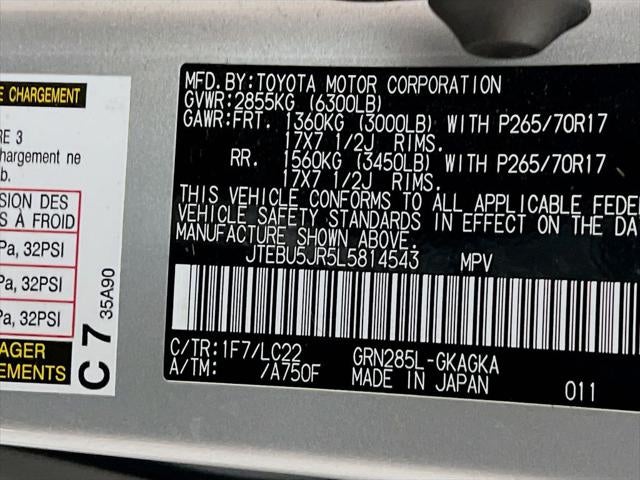 E CHARGEMENT
RE 3
chargement ne
b.
SION DES
S À FROID
Pa, 32PSI
Pa, 32PSI
Pa, 32PSI
AGER
EMENTS
C 7 35A90
MFD.BY:TOYOTA MOTOR CORPORATION
GVWR:2855KG (6300LB)
GAWR:FRT. 1360KG (3000LB) WITH P265/70R17
17X7 1/2J RIMS.
RR. 1560KG (3450LB) WITH P265/70R17
17X7 1/2J RIMS.
THIS VEHICLE CONFORMS TO ALL APPLICABLE FEDE
VEHICLE SAFETY STANDARDS IN EFFECT ON THE DA
MANUFACTURE SHOWN ABOVE.
JTEBU5JR5L5814543 MPV
C/TR:1F7/LC22 GRN285L-GKAGKA
A/TM: /A750F MADE IN JAPAN 011